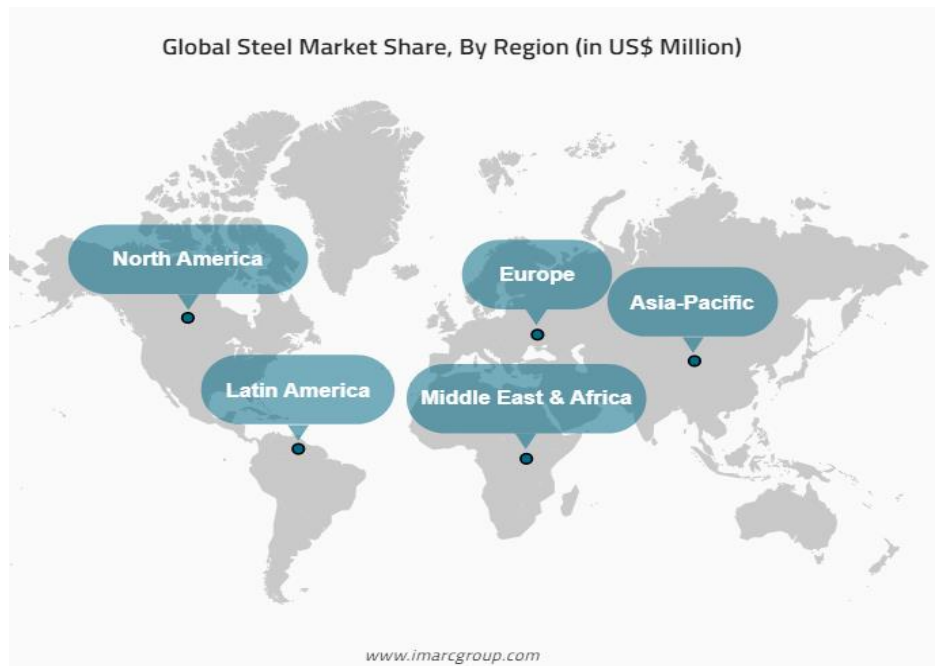 Global Steel Market Share, By Region (in US$ Million)
North America
Europe
Asia-Pacific
Latin America
Middle East & Africa
www.imarcgroup.com